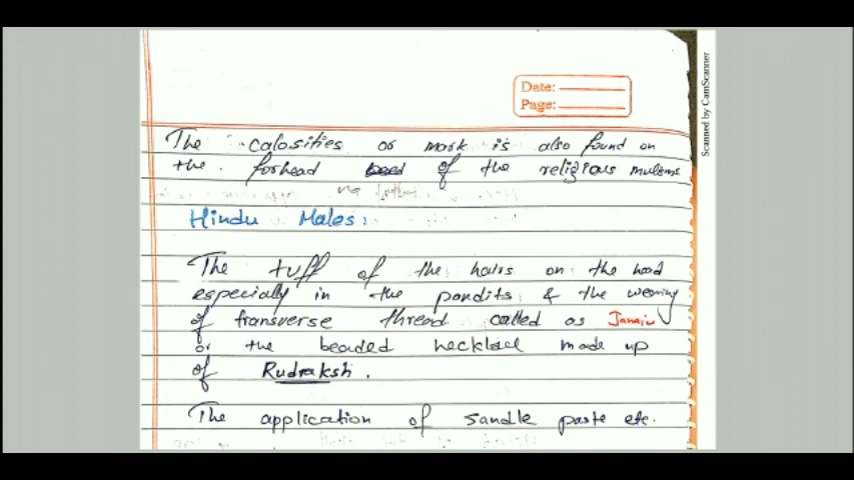 Date:
Page:
Scanned by CamScanner
The calosities or mark is also found on
the forhead of the religious mulims
Hindu Males:
The tuff of the hairs on the head
especially in the pandits & the wearing
of transverse thread called as Janaiu
or the beaded necklace made up
of Rudraksh.
The application of sandle paste etc.